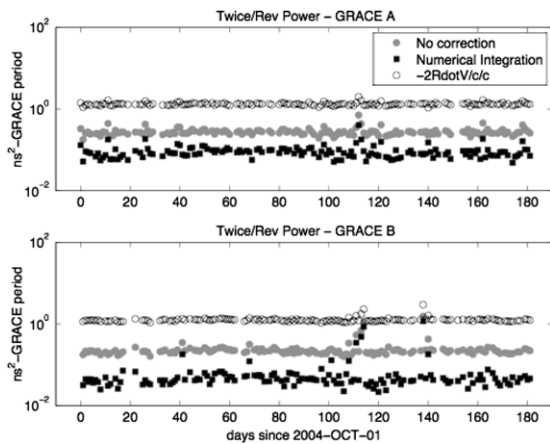 Twice/Rev Power – GRACE A
10²
10⁰
10⁻²
ns²–GRACE period
No correction
Numerical Integration
–2RdotV/c/c
0 20 40 60 80 100 120 140 160 180
Twice/Rev Power – GRACE B
10²
10⁰
10⁻²
ns²–GRACE period
0 20 40 60 80 100 120 140 160 180
days since 2004–OCT–01